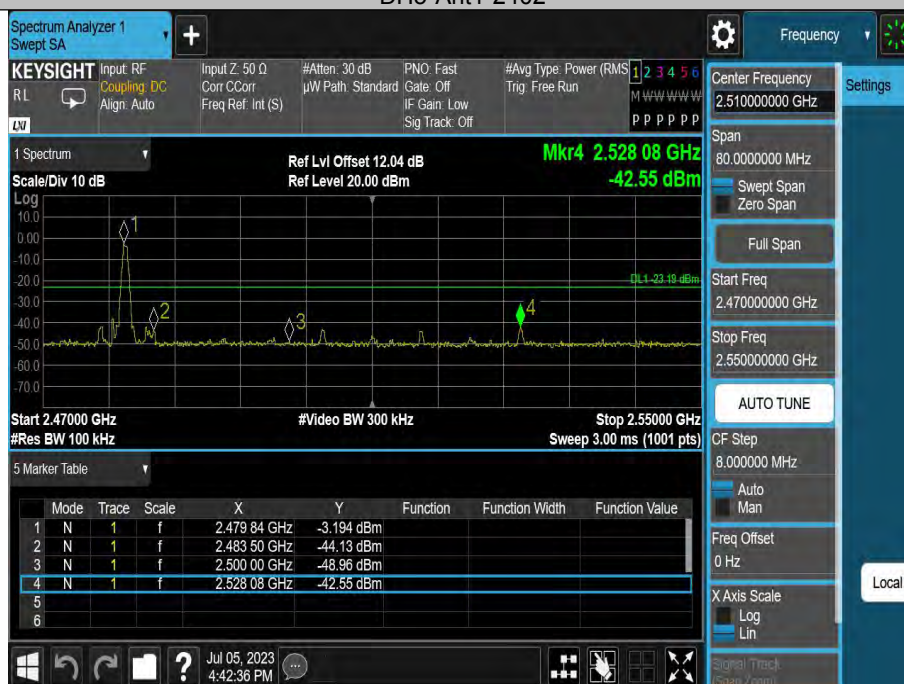 Spectrum Analyzer 1
Swept SA
+
Frequency
KEYSIGHT
RL
LXI
Input: RF
Coupling: DC
Align: Auto
Input Z: 50 Ω
Corr CCorr
Freq Ref: Int (S)
#Atten: 30 dB
µW Path: Standard
PNO: Fast
Gate: Off
IF Gain: Low
Sig Track: Off
#Avg Type: Power (RMS
Trig: Free Run
1 2 3 4 5 6
M W W W W W
P P P P P P
Center Frequency
2.510000000 GHz
Settings
1 Spectrum
Ref Lvl Offset 12.04 dB
Mkr4 2.528 08 GHz
Scale/Div 10 dB
Ref Level 20.00 dBm
-42.55 dBm
Span
80.0000000 MHz
Swept Span
Zero Span
Full Span
Log
10.0
0.00
-10.0
-20.0
-30.0
-40.0
-50.0
-60.0
-70.0
1
2
3
4
DL1 -23.19 dBm
Start Freq
2.470000000 GHz
Stop Freq
2.550000000 GHz
AUTO TUNE
Start 2.47000 GHz
#Video BW 300 kHz
Stop 2.55000 GHz
#Res BW 100 kHz
Sweep 3.00 ms (1001 pts)
CF Step
8.000000 MHz
Auto
Man
5 Marker Table
Mode Trace Scale X Y Function Function Width Function Value
1 N 1 f 2.479 84 GHz -3.194 dBm
2 N 1 f 2.483 50 GHz -44.13 dBm
3 N 1 f 2.500 00 GHz -48.96 dBm
4 N 1 f 2.528 08 GHz -42.55 dBm
5
6
Freq Offset
0 Hz
Local
X Axis Scale
Log
Lin
Signal Track
(Span Zoom)
?
Jul 05, 2023
4:42:36 PM